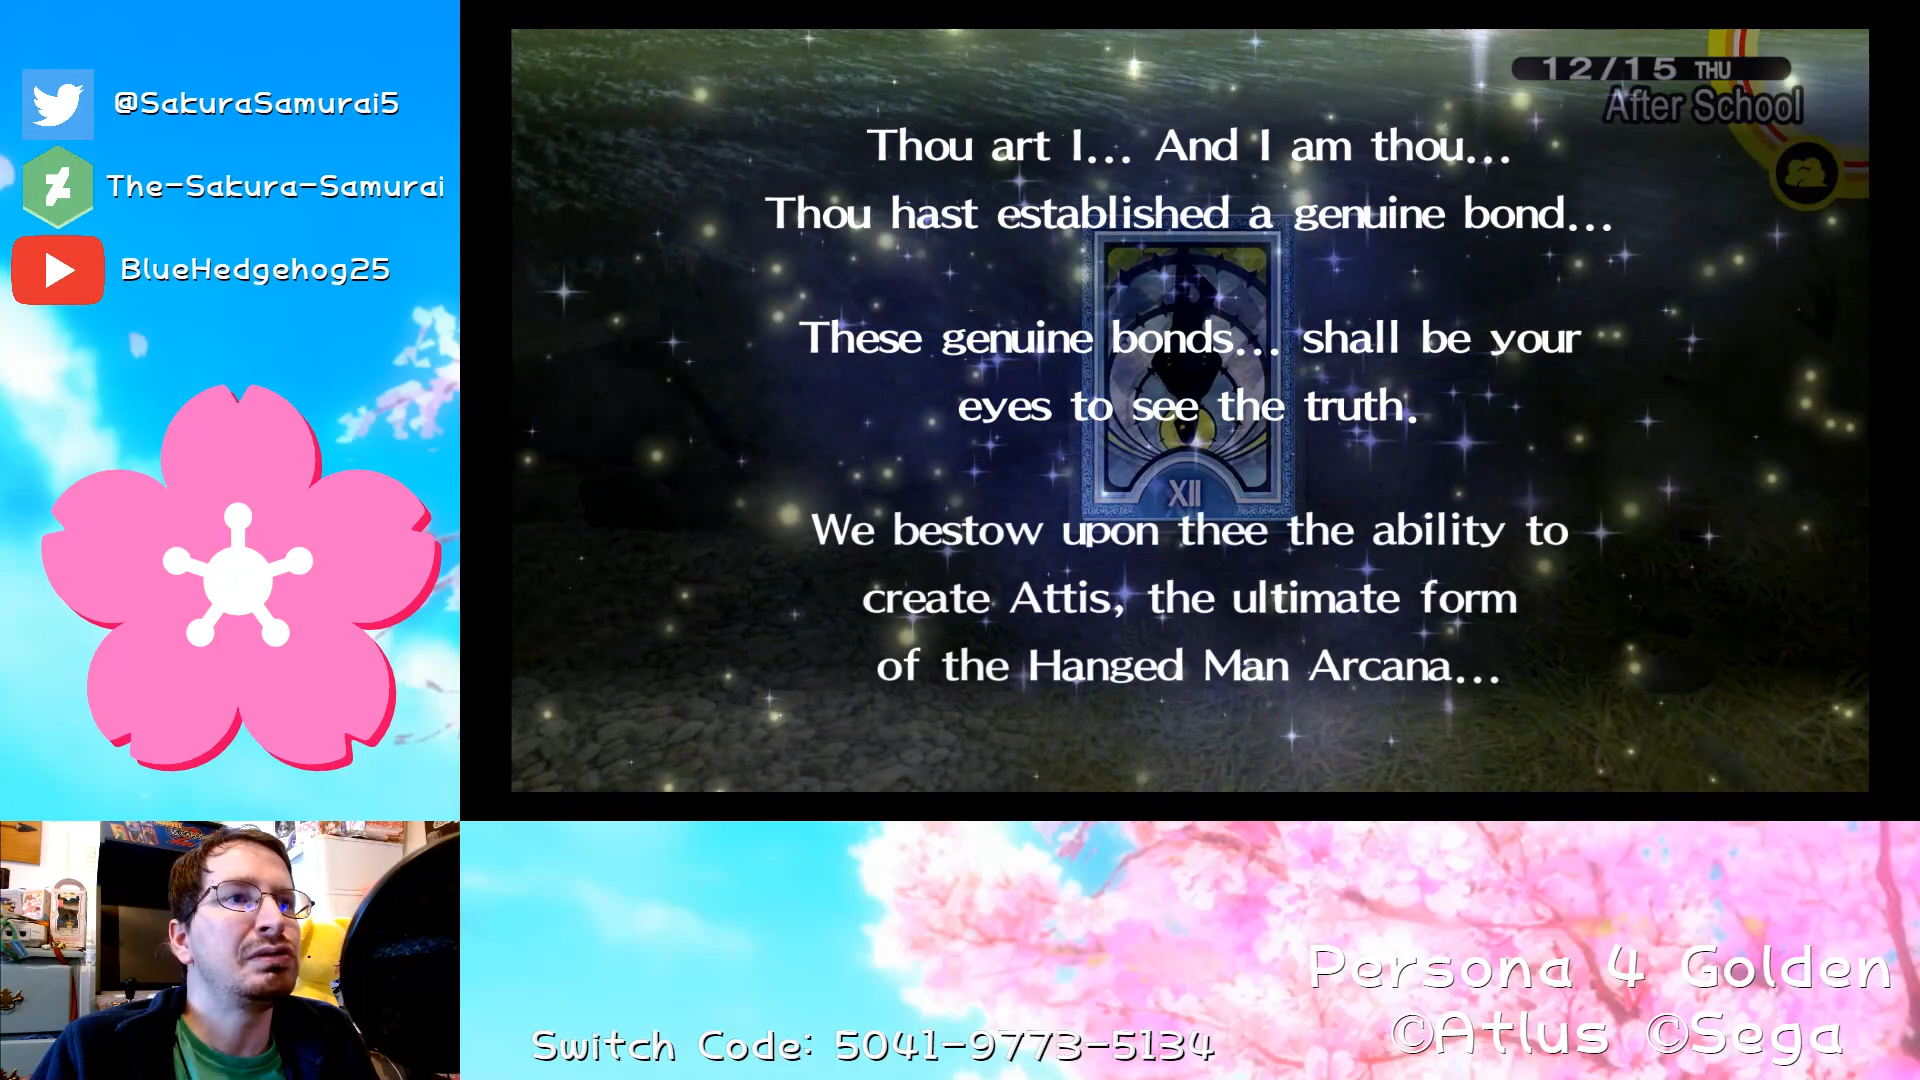 @SakuraSamurai5
The-Sakura-Samurai
BlueHedgehog25
12/15 THU
After School
Thou art I... And I am thou...
Thou hast established a genuine bond...
These genuine bonds... shall be your
eyes to see the truth.
XII
We bestow upon thee the ability to
create Attis, the ultimate form
of the Hanged Man Arcana...
Persona 4 Golden
©Atlus ©Sega
Switch Code: 5041-9773-5134